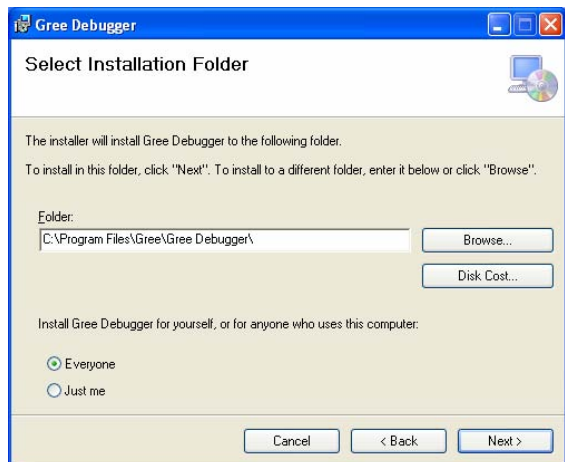 Gree Debugger
Select Installation Folder
The installer will install Gree Debugger to the following folder.
To install in this folder, click "Next". To install to a different folder, enter it below or click "Browse".
Folder:
C:\Program Files\Gree\Gree Debugger\
Browse...
Disk Cost...
Install Gree Debugger for yourself, or for anyone who uses this computer:
Everyone
Just me
Cancel
< Back
Next >